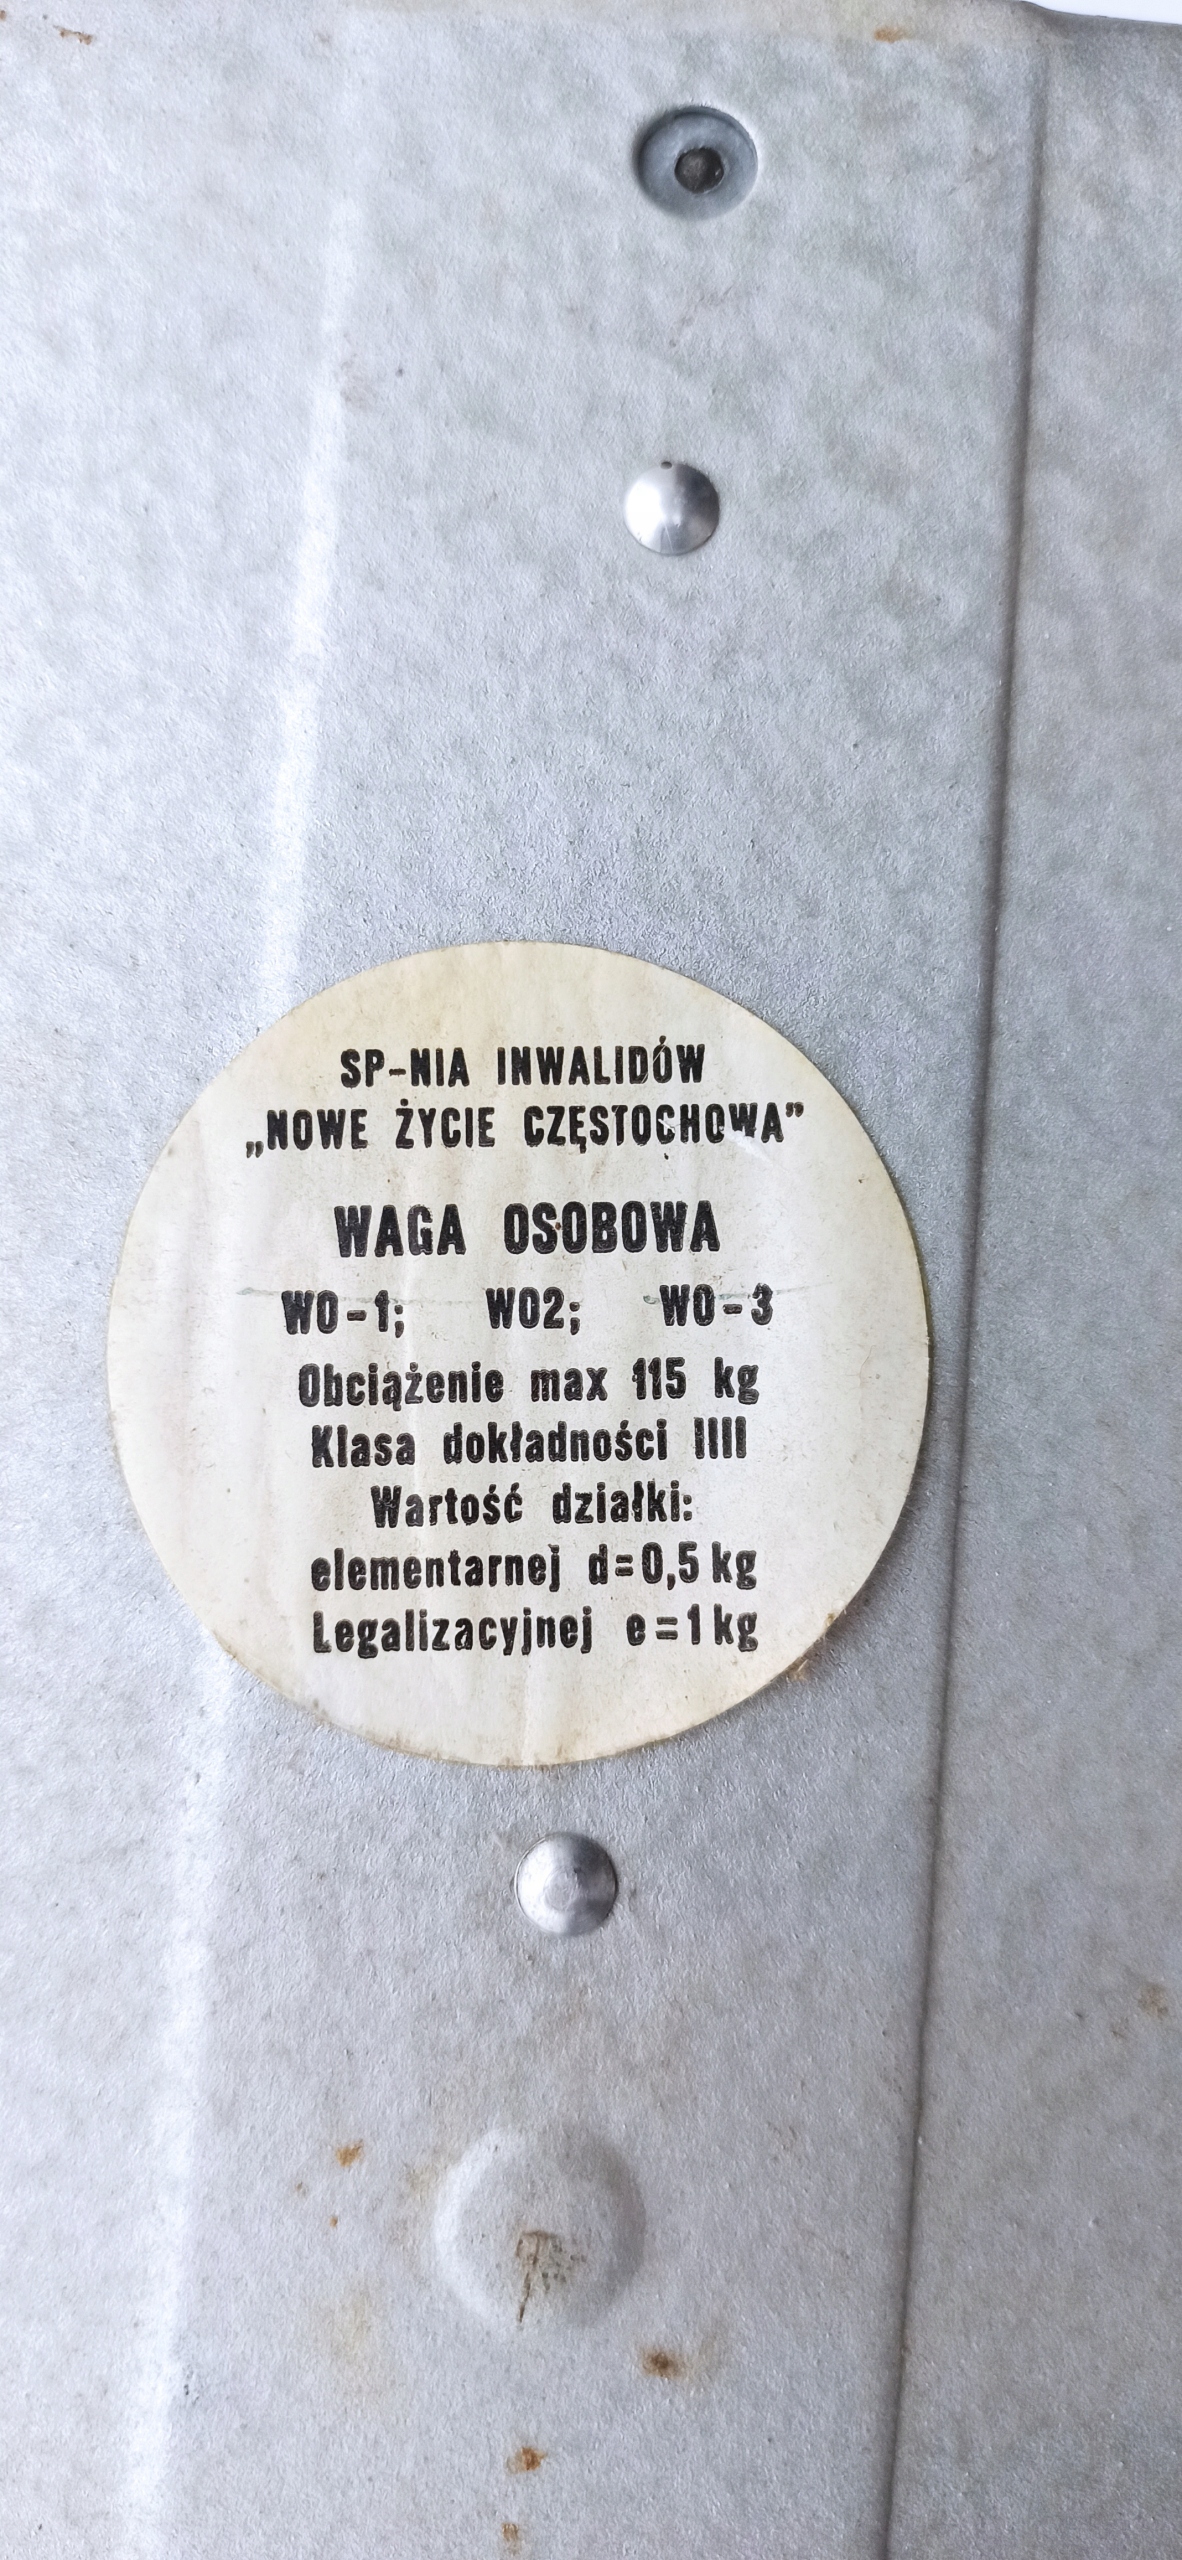 SP-NIA INWALIDÓW
„NOWE ŻYCIE CZĘSTOCHOWA”
WAGA OSOBOWA
WO-1; WO2; WO-3
Obciążenie max 115 kg
Klasa dokładności IIII
Wartość działki:
elementarnej d=0,5 kg
Legalizacyjnej e=1 kg